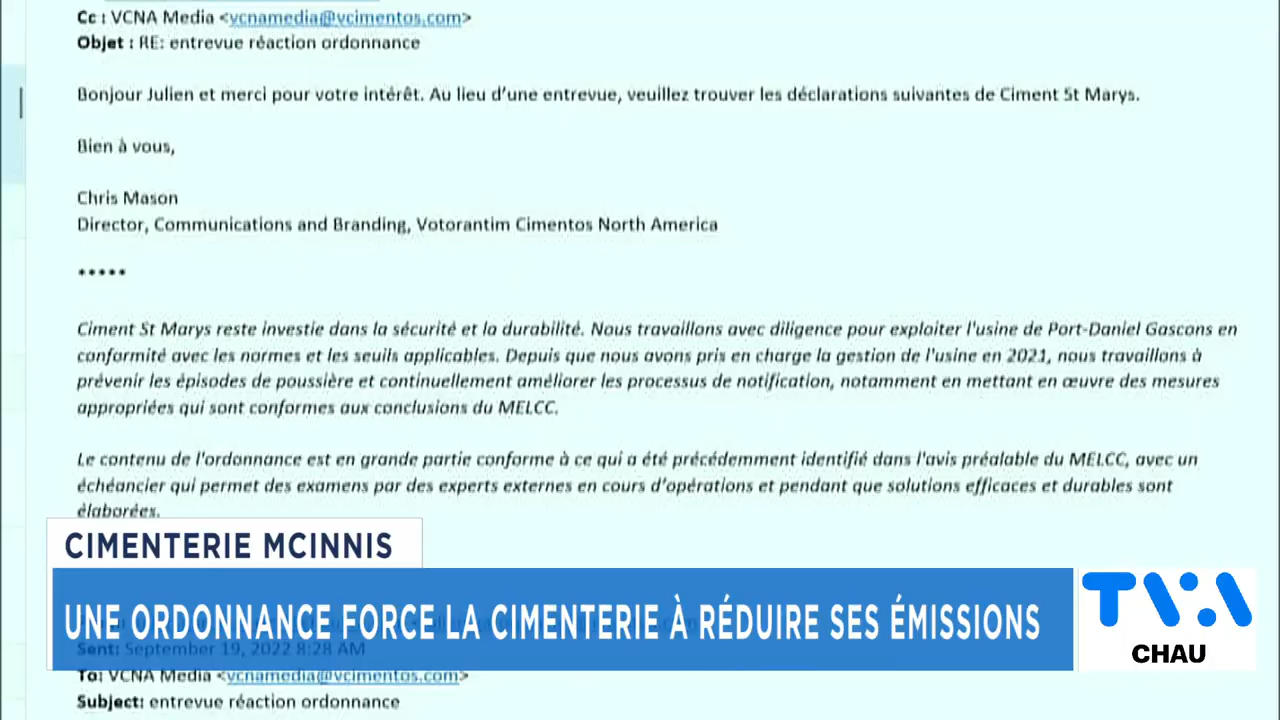 Cc : VCNA Media <vcnamedia@vcimentos.com>
Objet : RE: entrevue réaction ordonnance
Bonjour Julien et merci pour votre intérêt. Au lieu d'une entrevue, veuillez trouver les déclarations suivantes de Ciment St Marys.
Bien à vous,
Chris Mason
Director, Communications and Branding, Votorantim Cimentos North America
*****
Ciment St Marys reste investie dans la sécurité et la durabilité. Nous travaillons avec diligence pour exploiter l'usine de Port-Daniel Gascons en
conformité avec les normes et les seuils applicables. Depuis que nous avons pris en charge la gestion de l'usine en 2021, nous travaillons à
prévenir les épisodes de poussière et continuellement améliorer les processus de notification, notamment en mettant en œuvre des mesures
appropriées qui sont conformes aux conclusions du MELCC.
Le contenu de l'ordonnance est en grande partie conforme à ce qui a été précédemment identifié dans l'avis préalable du MELCC, avec un
échéancier qui permet des examens par des experts externes en cours d'opérations et pendant que solutions efficaces et durables sont
élaborées.
CIMENTERIE MCINNIS
UNE ORDONNANCE FORCE LA CIMENTERIE À RÉDUIRE SES ÉMISSIONS
TVA
CHAU
Sent: September 19, 2022 8:28 AM
To: VCNA Media <vcnamedia@vcimentos.com>
Subject: entrevue réaction ordonnance